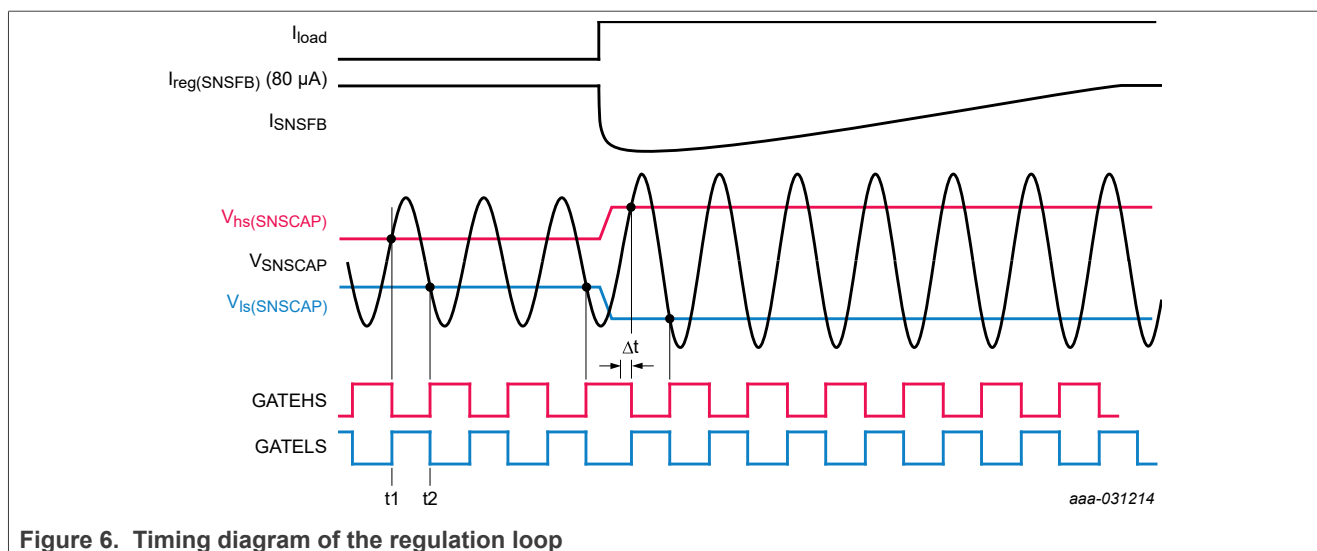 Iload
Ireg(SNSFB) (80 µA)
ISNSFB
Vhs(SNSCAP)
VSNSCAP
Vls(SNSCAP)
Δt
GATEHS
GATELS
t1 t2
aaa-031214
Figure 6. Timing diagram of the regulation loop